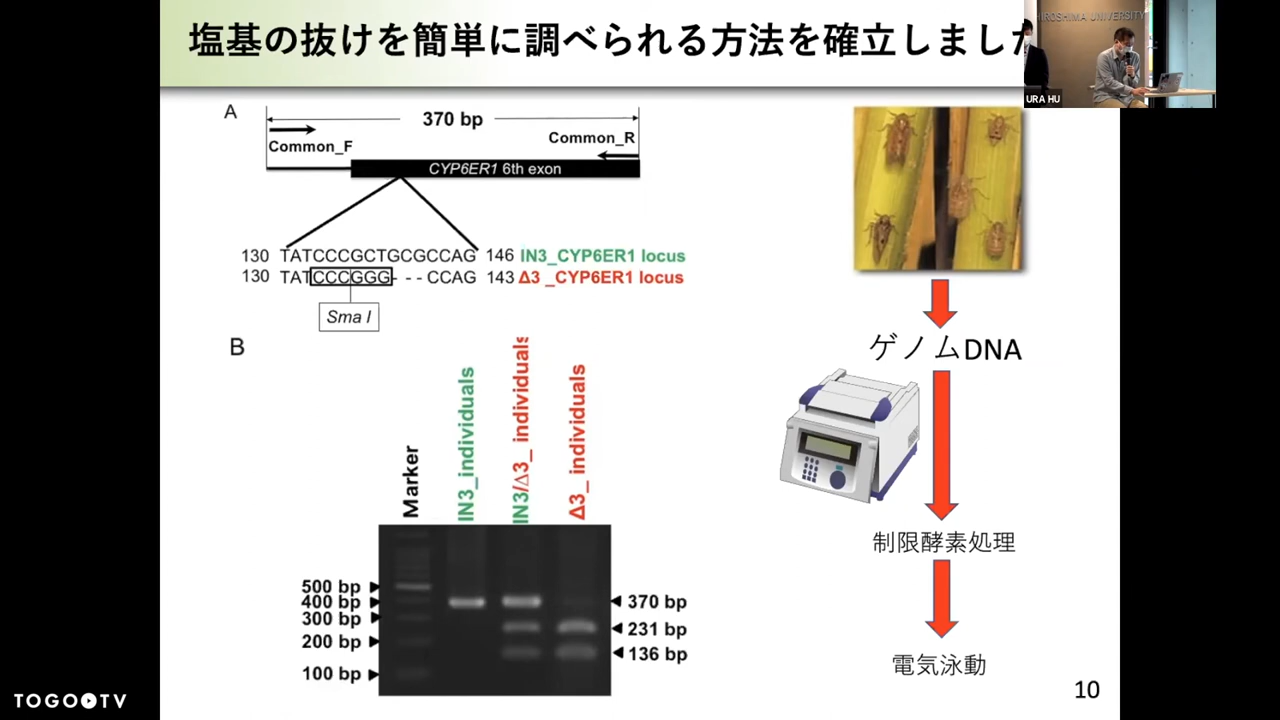 塩基の抜けを簡単に調べられる方法を確立しました
HIROSHIMA UNIVERSITY
URA HU
A
370 bp
Common_F
Common_R
CYP6ER1 6th exon
130 TATCCCGCTGCGCCAG 146 IN3_CYP6ER1 locus
130 TATCCCGGG- - -CCAG 143 Δ3 _CYP6ER1 locus
Sma I
B
Marker
IN3_individuals
IN3/Δ3_ individuals
Δ3_ individuals
500 bp
400 bp
300 bp
200 bp
100 bp
370 bp
231 bp
136 bp
ゲノムDNA
制限酵素処理
電気泳動
10
TOGOTV